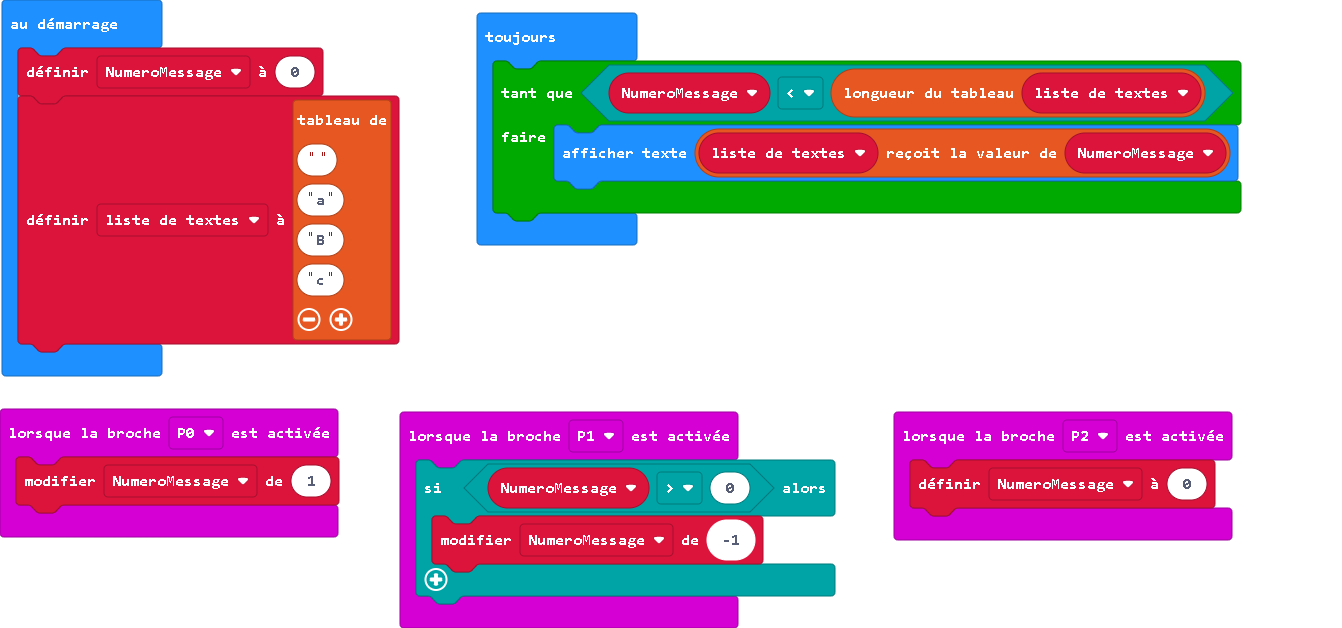 au démarrage
définir NumeroMessage à 0
définir liste de textes à tableau de
" "
"a"
"B"
"c"
toujours
tant que NumeroMessage < longueur du tableau liste de textes
faire afficher texte liste de textes reçoit la valeur de NumeroMessage
lorsque la broche P0 est activée
modifier NumeroMessage de 1
lorsque la broche P1 est activée
si NumeroMessage > 0 alors
modifier NumeroMessage de -1
lorsque la broche P2 est activée
définir NumeroMessage à 0